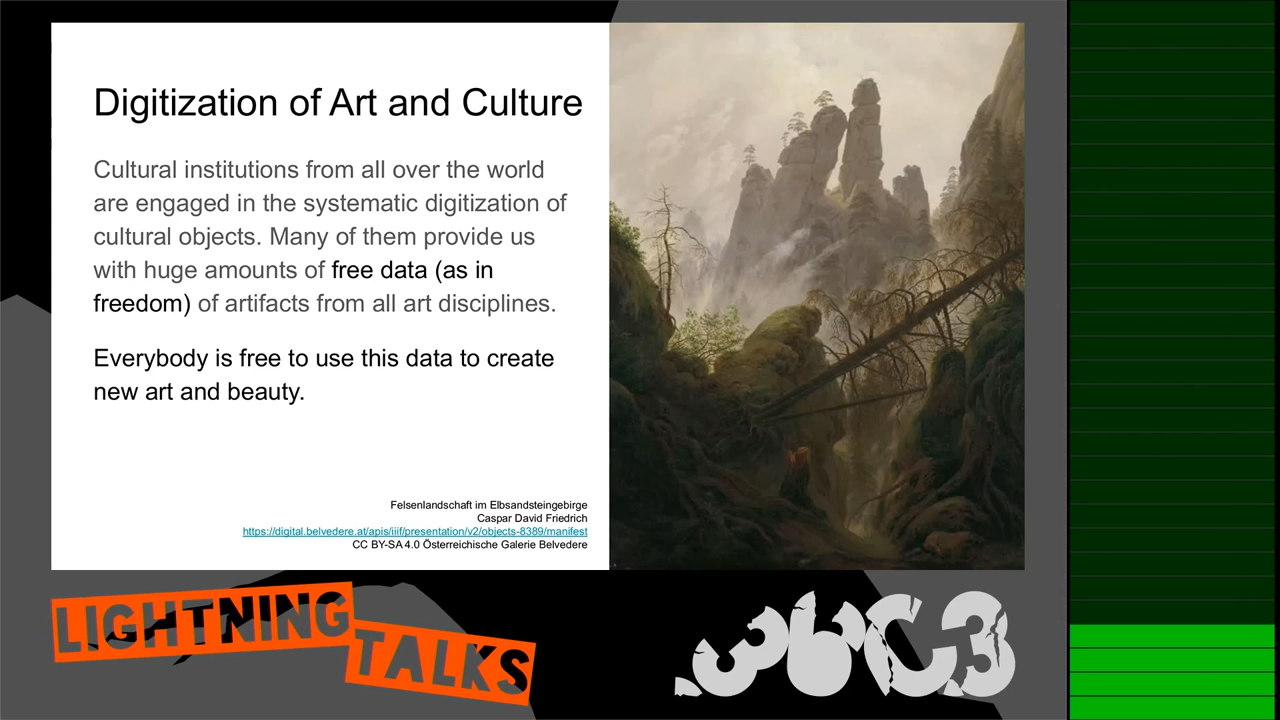 Digitization of Art and Culture
Cultural institutions from all over the world
are engaged in the systematic digitization of
cultural objects. Many of them provide us
with huge amounts of free data (as in
freedom) of artifacts from all art disciplines.
Everybody is free to use this data to create
new art and beauty.
Felsenlandschaft im Elbsandsteingebirge
Caspar David Friedrich
https://digital.belvedere.at/apis/iiif/presentation/v2/objects-8389/manifest
CC BY-SA 4.0 Österreichische Galerie Belvedere
LIGHTNING
TALKS
36C3